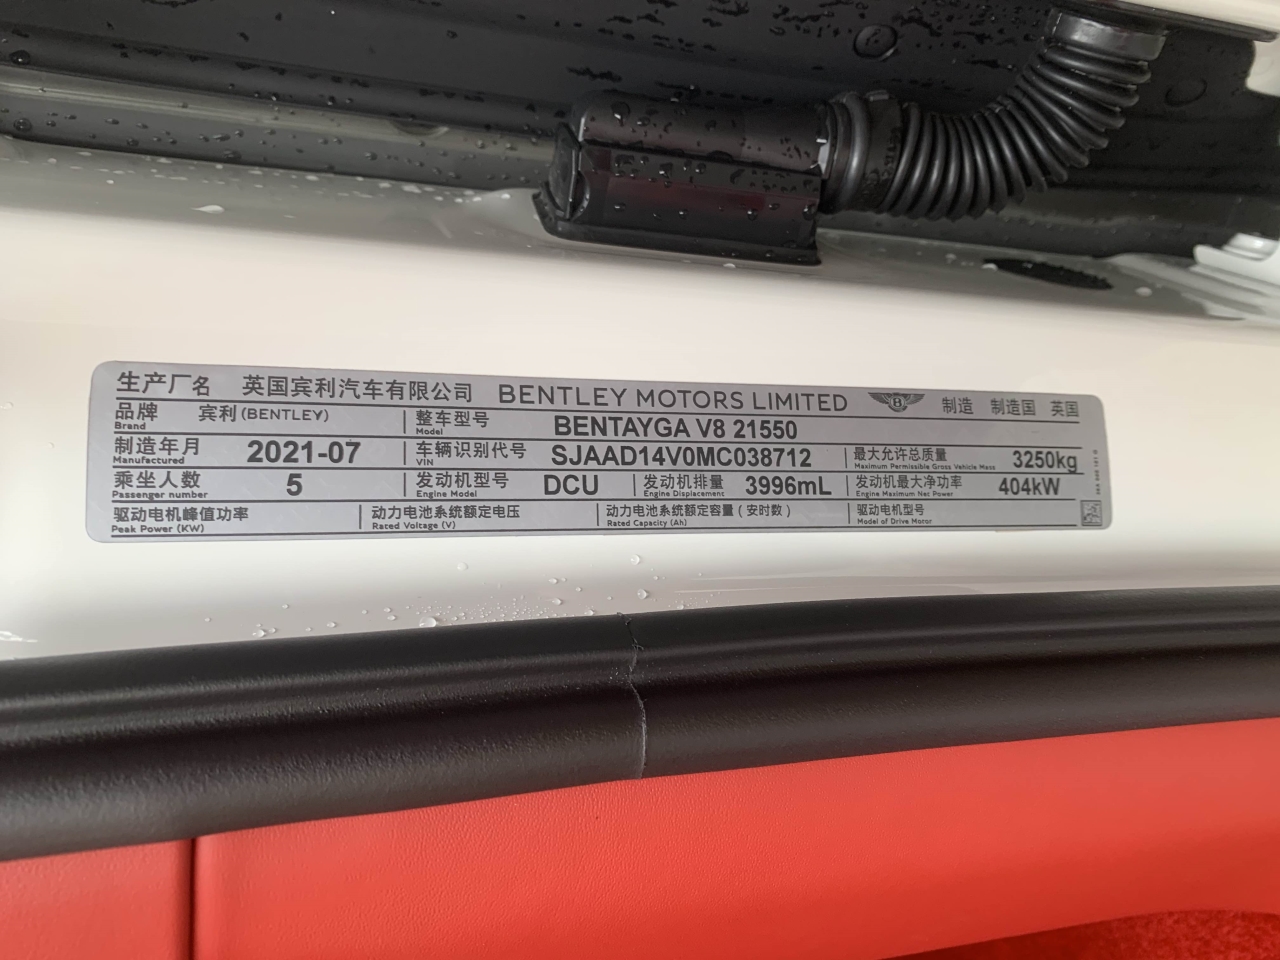 生产厂名 英国宾利汽车有限公司 BENTLEY MOTORS LIMITED B 制造 制造国 英国
品牌 宾利(BENTLEY) 整车型号 BENTAYGA V8 21550
Brand Model
制造年月 2021-07 车辆识别代号 SJAAD14V0MC038712 最大允许总质量 3250kg
Manufactured VIN Maximum Permissible Gross Vehicle Mass
乘坐人数 5 发动机型号 DCU 发动机排量 3996mL 发动机最大净功率 404kW
Passenger number Engine Model Engine Displacement Engine Maximum Net Power
驱动电机峰值功率 动力电池系统额定电压 动力电池系统额定容量(安时数) 驱动电机型号
Peak Power (KW) Rated Voltage (V) Rated Capacity (Ah) Model of Drive Motor